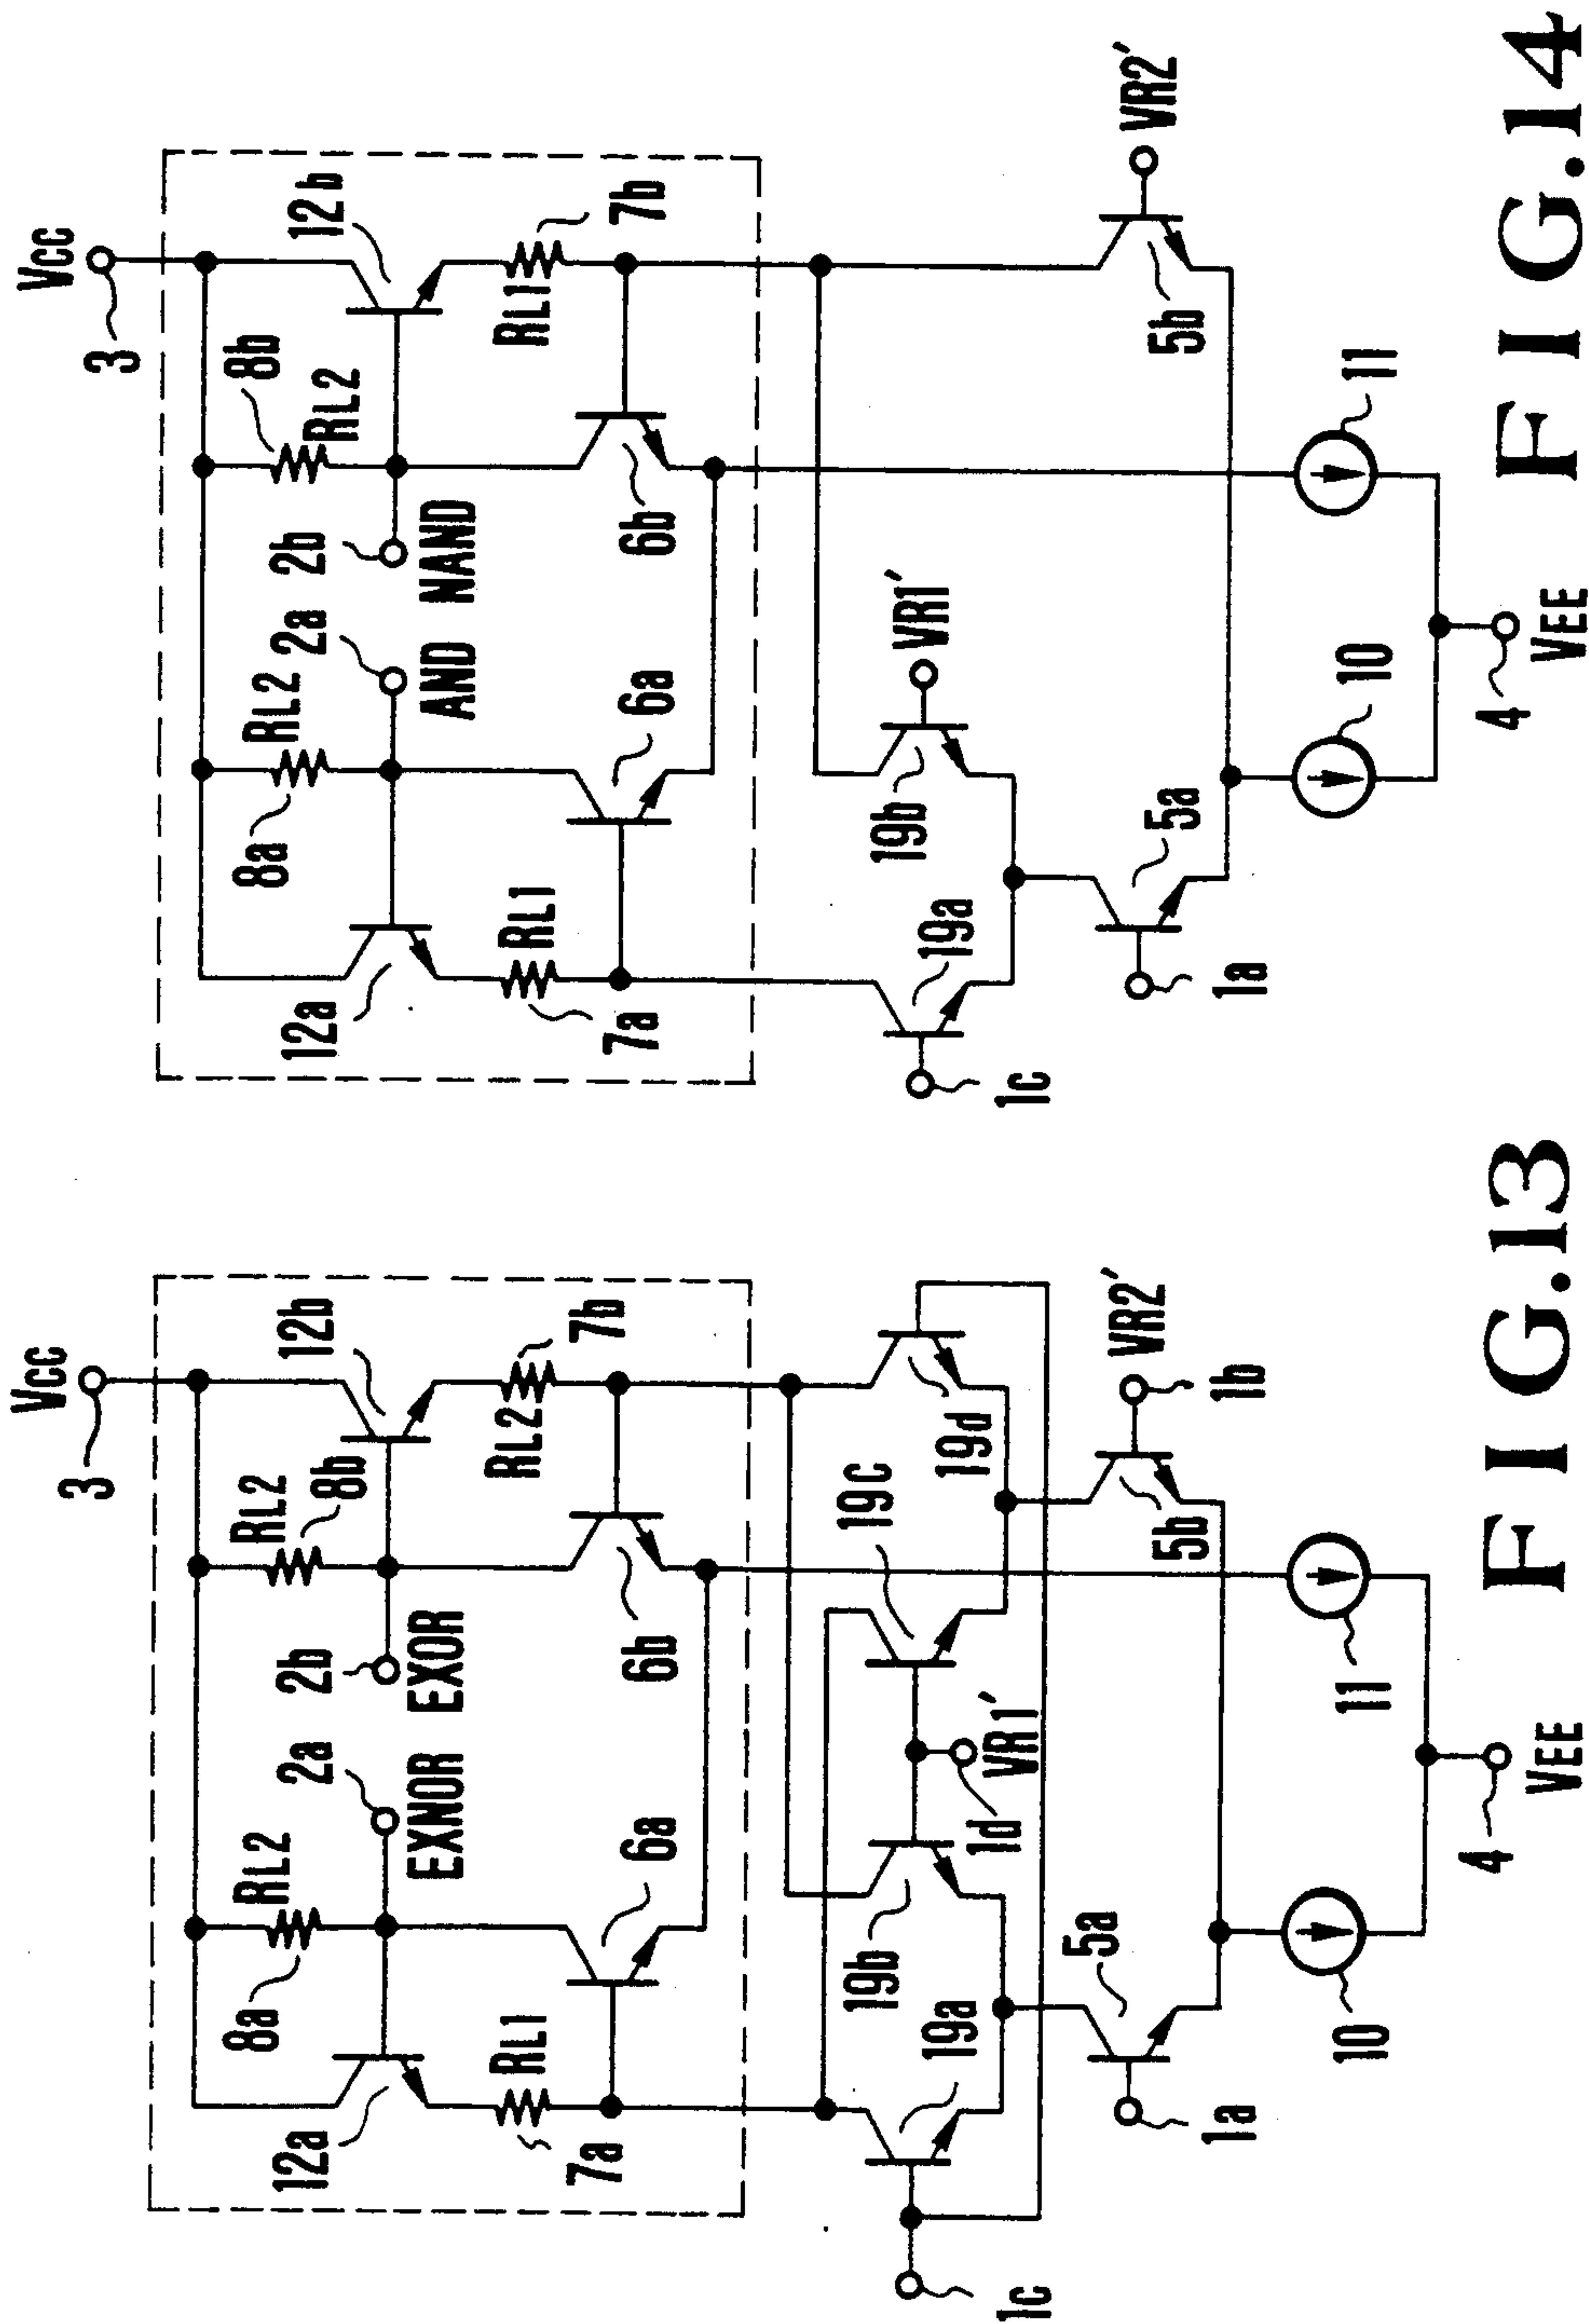 VCC
3
RL2
8b
12b
8a
RL2
2a
2b
EXNOR EXOR
12a
RL1
7a
6a
6b
RL2
7b
19a
19b
19C
19d
1c
1d
VR1'
5a
5b
VR2'
1a
1b
10
11
4
VEE
FIG.13
VCC
3
8b
12b
RL2
8a
RL2
2a
2b
AND NAND
12a
RL1
7a
6a
6b
RL1
7b
19a
19b
VR1'
1c
5a
5b
VR2'
1a
10
11
4
VEE
FIG.14